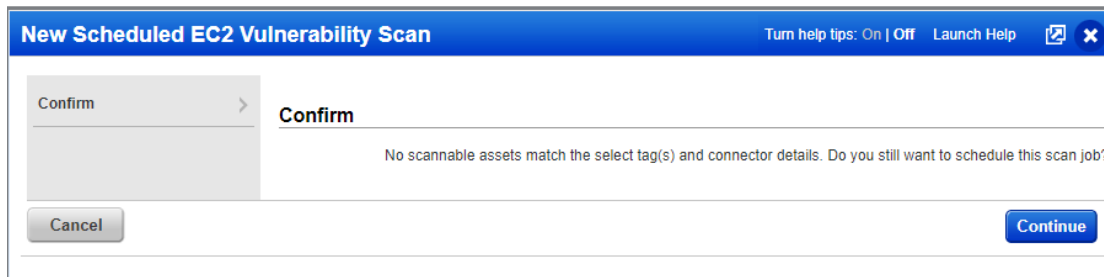 New Scheduled EC2 Vulnerability Scan
Turn help tips: On | Off Launch Help
Confirm
Confirm
No scannable assets match the select tag(s) and connector details. Do you still want to schedule this scan job?
Cancel
Continue